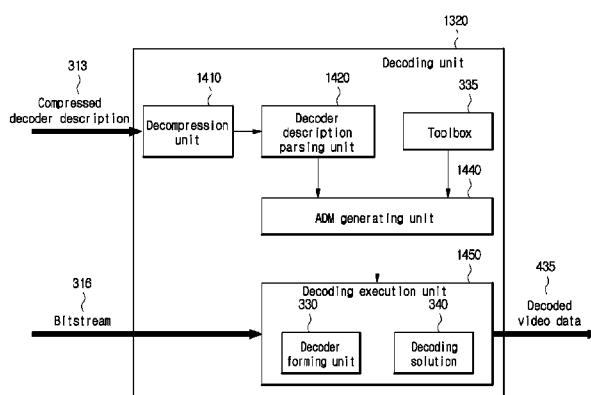 1320
Decoding unit
313
Compressed
decoder description
1410
Decompression
unit
1420
Decoder
description
parsing unit
335
Toolbox
1440
ADM generating unit
1450
Decoding execution unit
316
Bitstream
330
Decoder
forming unit
340
Decoding
solution
435
Decoded
video data